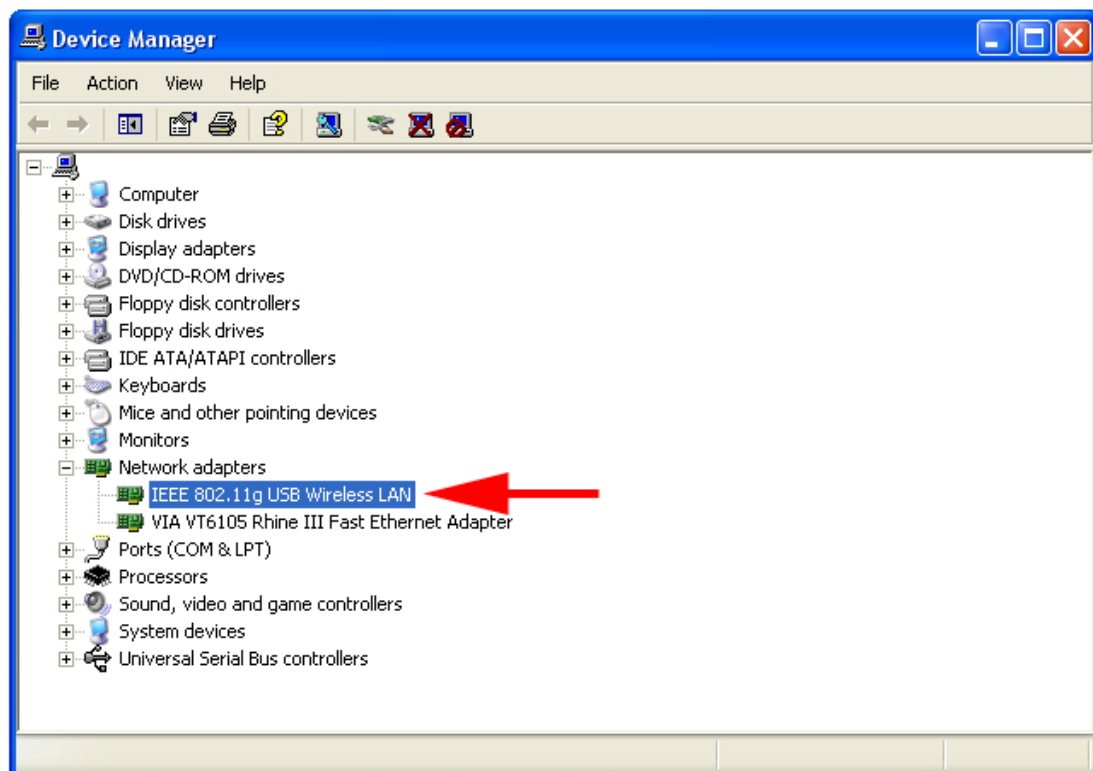 Device Manager
File Action View Help
Computer
Disk drives
Display adapters
DVD/CD-ROM drives
Floppy disk controllers
Floppy disk drives
IDE ATA/ATAPI controllers
Keyboards
Mice and other pointing devices
Monitors
Network adapters
IEEE 802.11g USB Wireless LAN
VIA VT6105 Rhine III Fast Ethernet Adapter
Ports (COM & LPT)
Processors
Sound, video and game controllers
System devices
Universal Serial Bus controllers